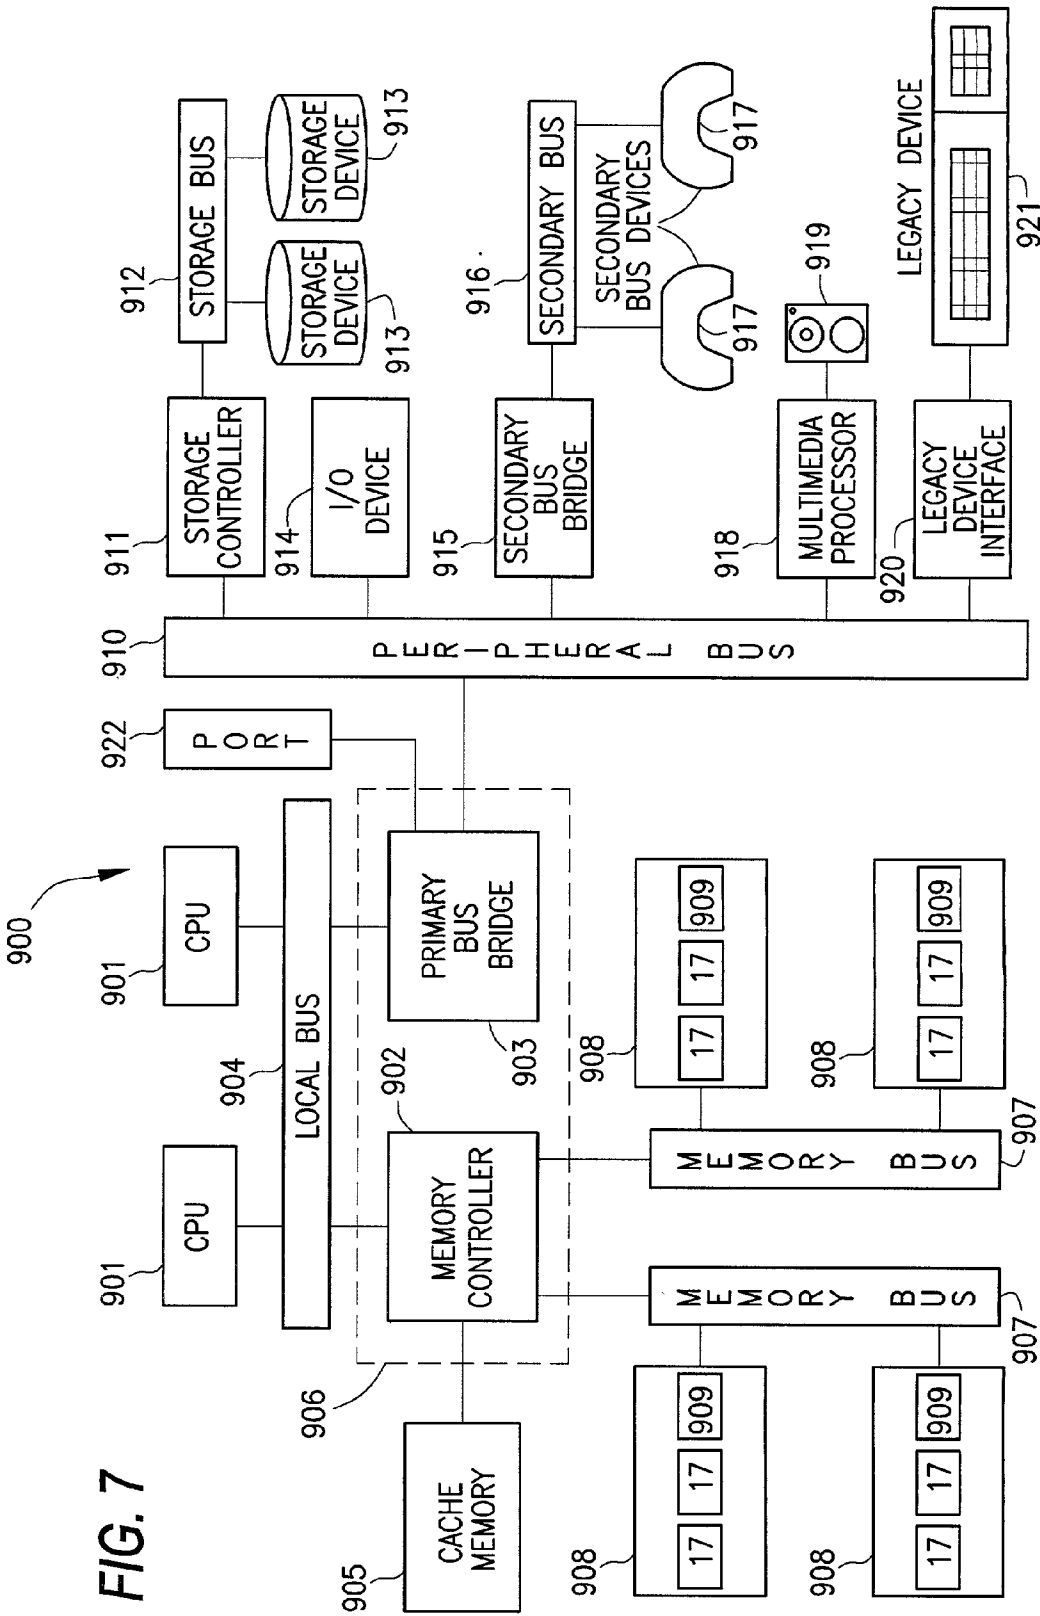 FIG. 7
900
901
CPU
901
CPU
904
LOCAL BUS
922
PORT
910
PERIPHERAL BUS
905
CACHE
MEMORY
906
902
MEMORY
CONTROLLER
903
PRIMARY
BUS
BRIDGE
907
MEMORY BUS
907
MEMORY BUS
908
17
17
909
908
17
17
909
908
17
17
909
908
17
17
909
911
STORAGE
CONTROLLER
912
STORAGE BUS
STORAGE
DEVICE
913
STORAGE
DEVICE
913
914
I/O
DEVICE
915
SECONDARY
BUS
BRIDGE
916
SECONDARY BUS
SECONDARY
BUS DEVICES
917
917
918
MULTIMEDIA
PROCESSOR
919
920
LEGACY
DEVICE
INTERFACE
LEGACY DEVICE
921